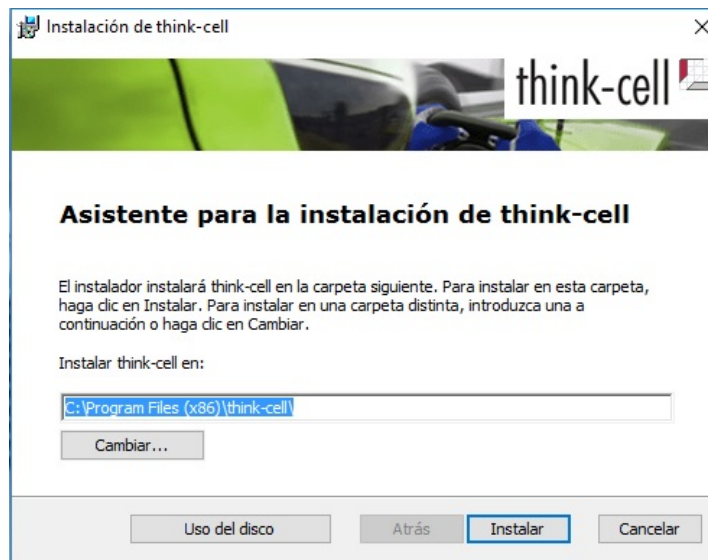 Instalación de think-cell
think-cell
Asistente para la instalación de think-cell
El instalador instalará think-cell en la carpeta siguiente. Para instalar en esta carpeta,
haga clic en Instalar. Para instalar en una carpeta distinta, introduzca una a
continuación o haga clic en Cambiar.
Instalar think-cell en:
C:\Program Files (x86)\think-cell\
Cambiar...
Uso del disco Atrás Instalar Cancelar